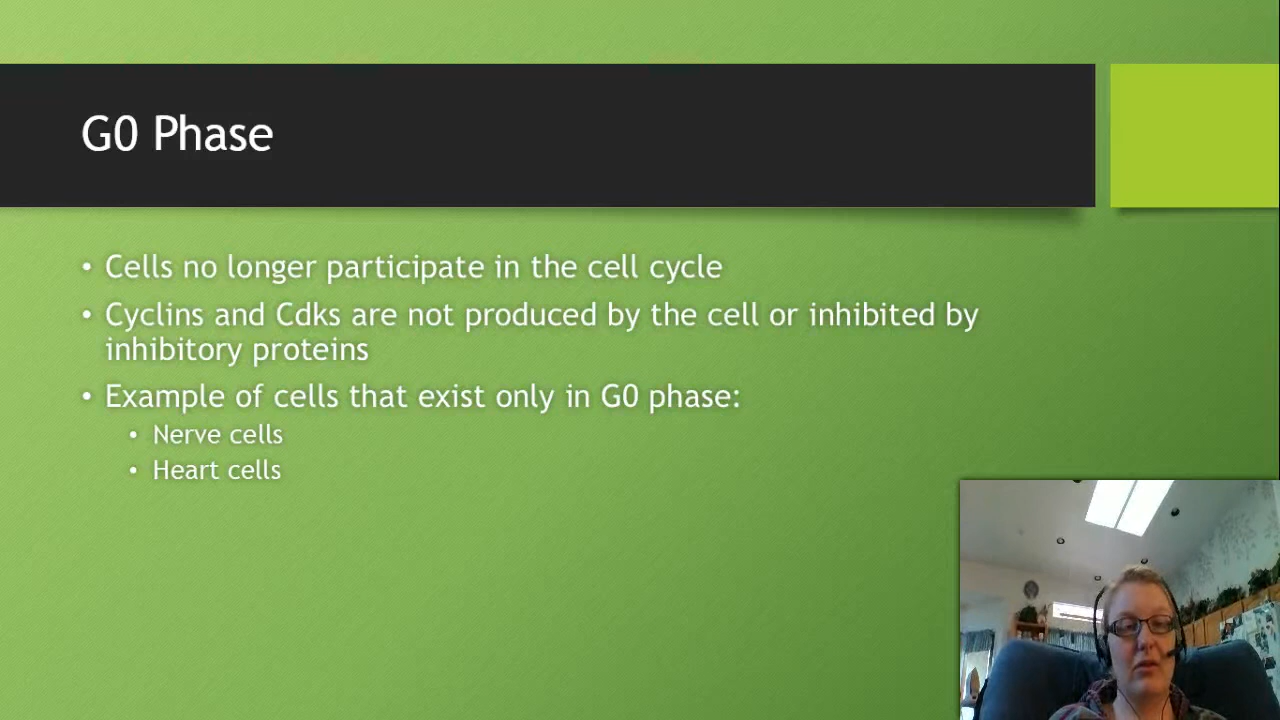 G0 Phase
• Cells no longer participate in the cell cycle
• Cyclins and Cdks are not produced by the cell or inhibited by
inhibitory proteins
• Example of cells that exist only in G0 phase:
• Nerve cells
• Heart cells